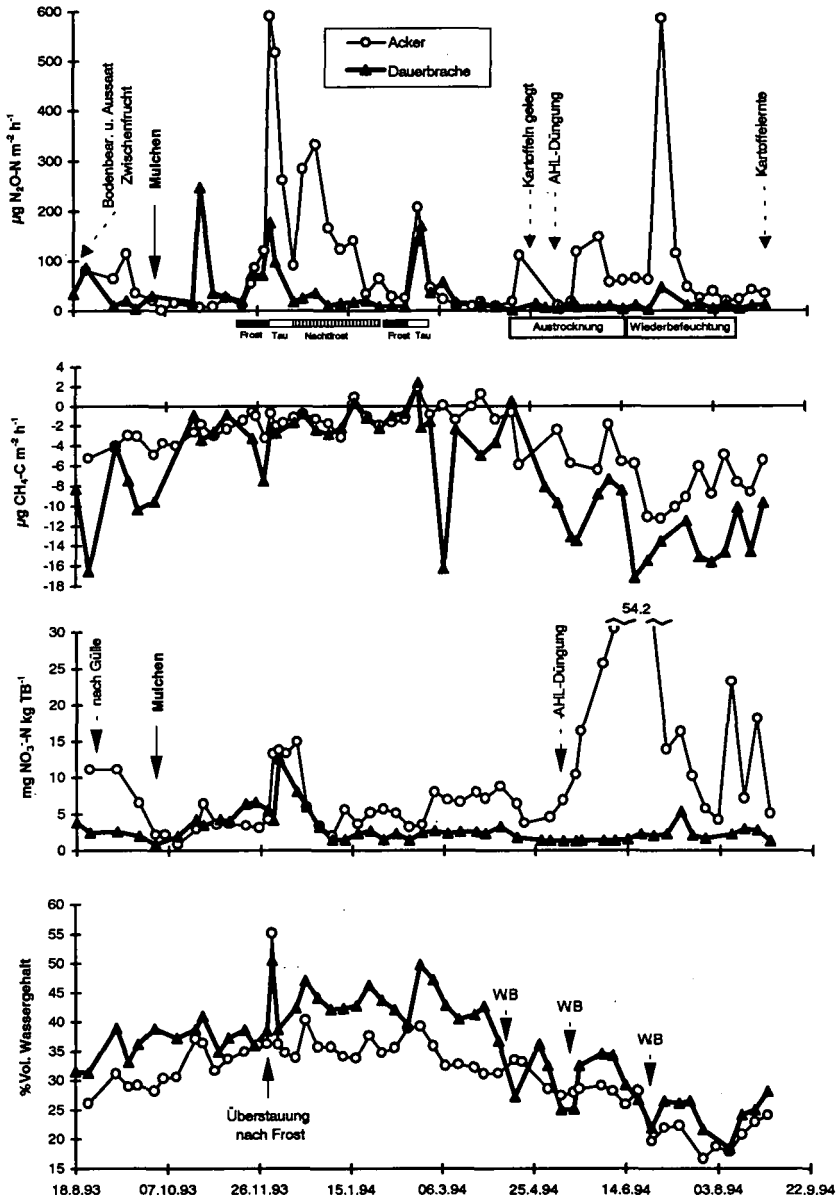 µg N₂O-N m⁻² h⁻¹
600
500
400
300
200
100
0
Acker
Dauerbrache
Bodenbear. u. Aussaat
Zwischenfrucht
Mulchen
Kartoffeln gelegt
AHL-Düngung
Kartoffelernte
Frost
Tau
Nachtfrost
Frost
Tau
Austrocknung
Wiederbefeuchtung
µg CH₄-C m⁻² h⁻¹
4
2
0
-2
-4
-6
-8
-10
-12
-14
-16
-18
mg NO₃⁻-N kg TB⁻¹
30
25
20
15
10
5
0
nach Gülle
Mulchen
AHL-Düngung
54.2
%Vol. Wassergehalt
60
55
50
45
40
35
30
25
20
15
Überstauung
nach Frost
WB
WB
WB
18.8.93
07.10.93
26.11.93
15.1.94
06.3.94
25.4.94
14.6.94
03.8.94
22.9.94